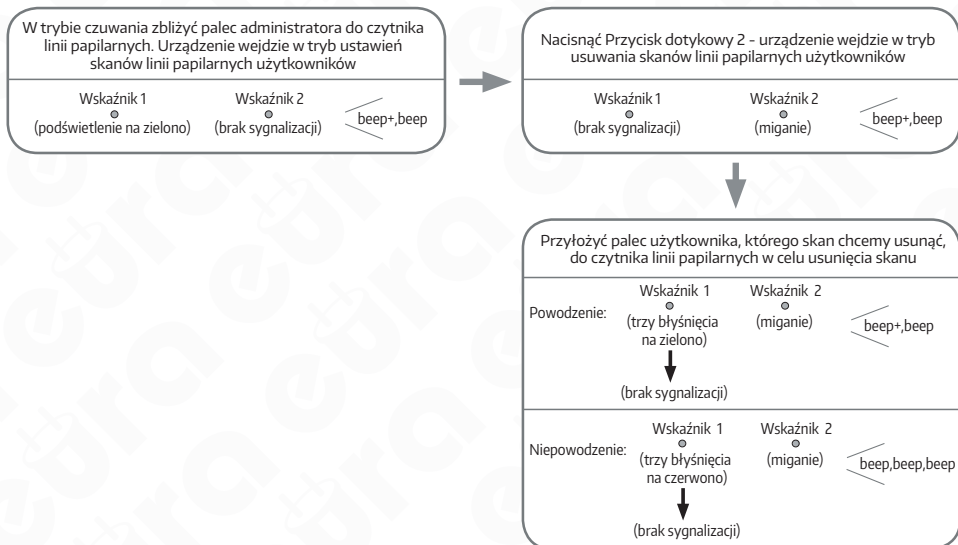 W trybie czuwania zbliżyć palec administratora do czytnika
linii papilarnych. Urządzenie wejdzie w tryb ustawień
skanów linii papilarnych użytkowników
Wskaźnik 1
(podświetlenie na zielono)
Wskaźnik 2
(brak sygnalizacji)
beep+,beep
Nacisnąć Przycisk dotykowy 2 - urządzenie wejdzie w tryb
usuwania skanów linii papilarnych użytkowników
Wskaźnik 1
(brak sygnalizacji)
Wskaźnik 2
(miganie)
beep+,beep
Przyłożyć palec użytkownika, którego skan chcemy usunąć,
do czytnika linii papilarnych w celu usunięcia skanu
Powodzenie:
Wskaźnik 1
(trzy błyśnięcia
na zielono)
(brak sygnalizacji)
Wskaźnik 2
(miganie)
beep+,beep
Niepowodzenie:
Wskaźnik 1
(trzy błyśnięcia
na czerwono)
(brak sygnalizacji)
Wskaźnik 2
(miganie)
beep,beep,beep
eura